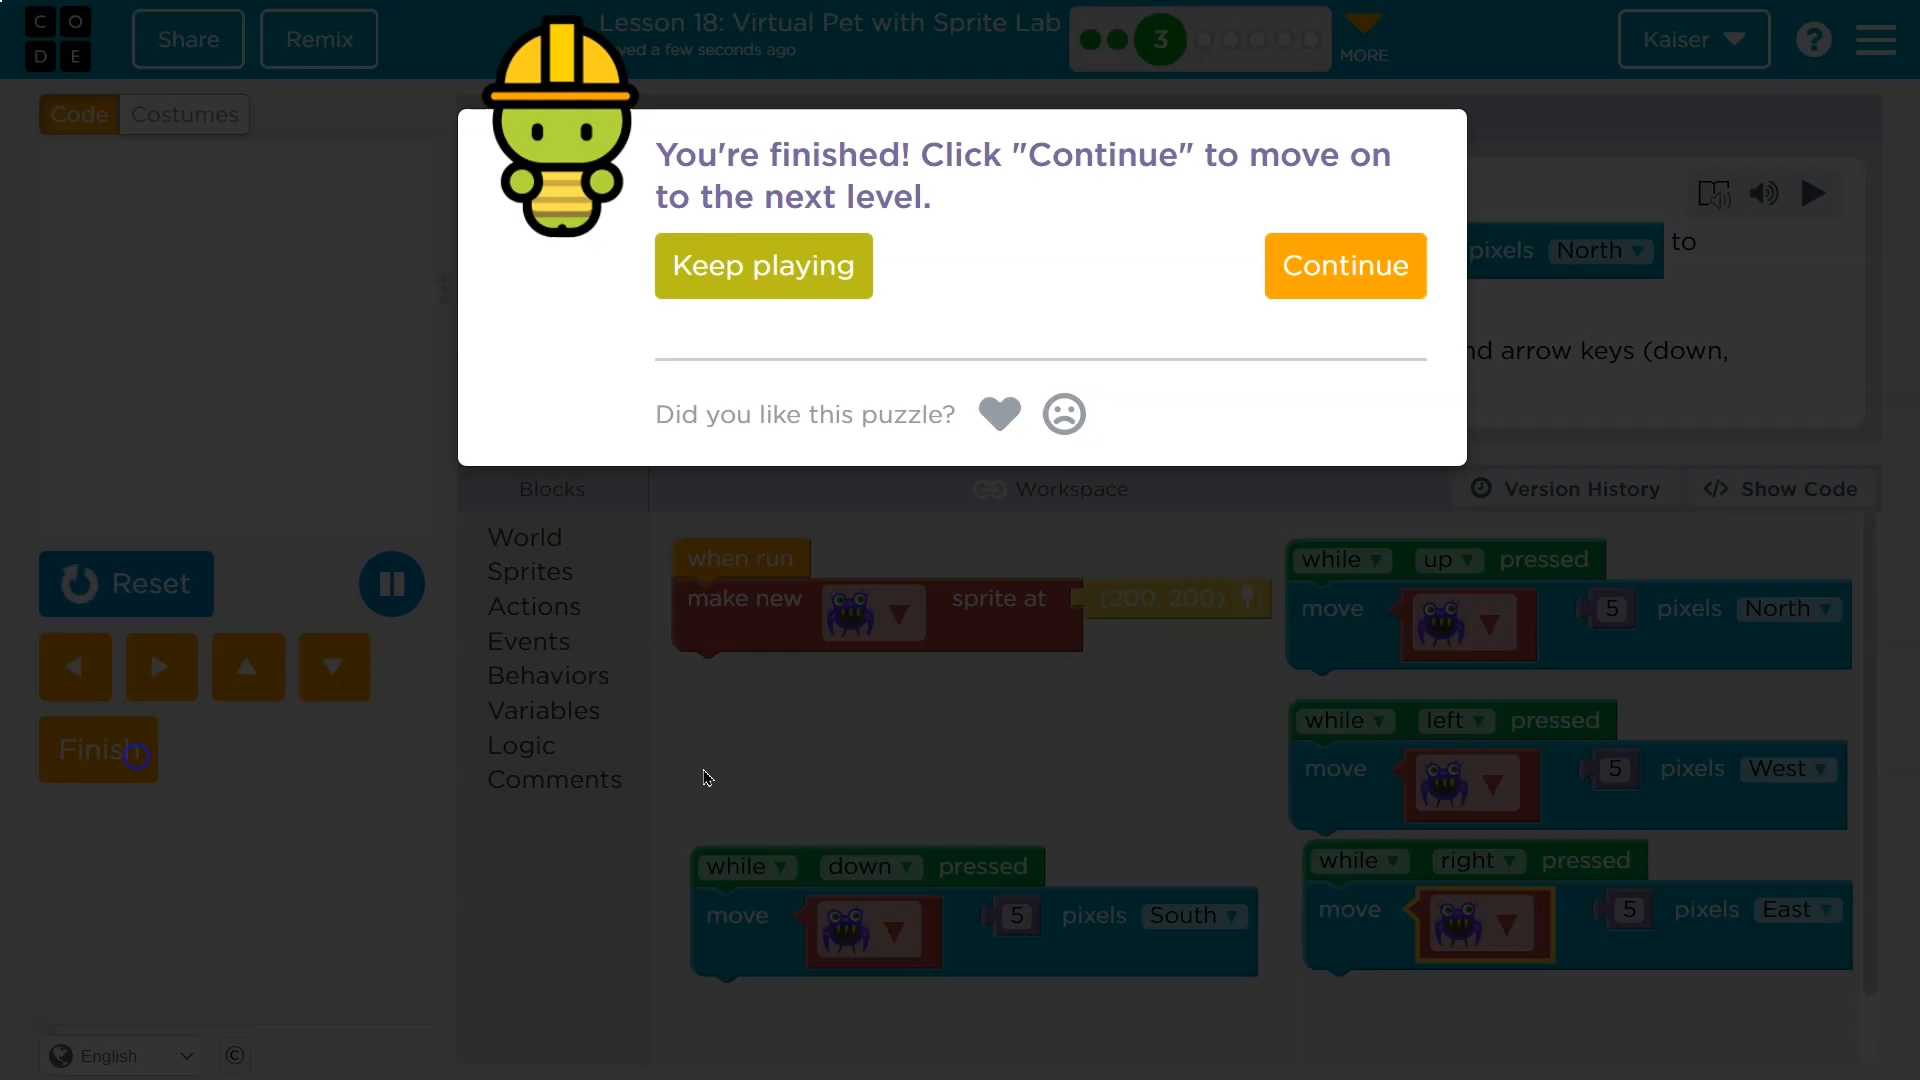 C O
D E
Share
Remix
Lesson 18: Virtual Pet with Sprite Lab
ved a few seconds ago
3
MORE
Kaiser
?
Code
Costumes
You're finished! Click "Continue" to move on
to the next level.
Keep playing
Continue
Did you like this puzzle?
pixels North to
nd arrow keys (down,
Blocks
Workspace
Version History
</> Show Code
World
Sprites
Actions
Events
Behaviors
Variables
Logic
Comments
Reset
Finish
when run
make new sprite at (200, 200)
while up pressed
move 5 pixels North
while left pressed
move 5 pixels West
while down pressed
move 5 pixels South
while right pressed
move 5 pixels East
English
©